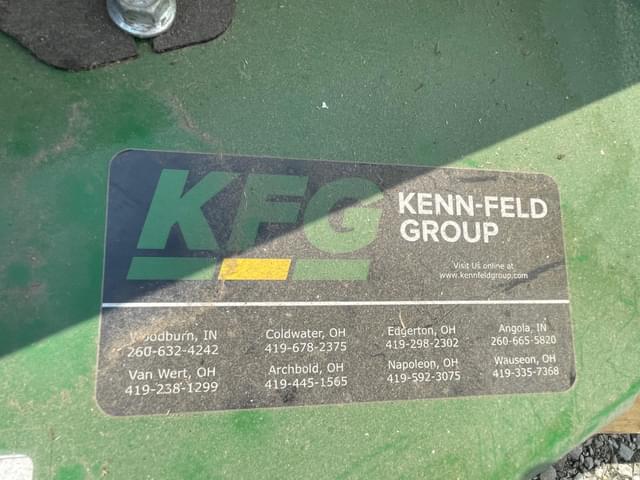 KFG
KENN-FELD
GROUP
Visit Us online at
www.kennfeldgroup.com
Woodburn, IN
260-632-4242
Coldwater, OH
419-678-2375
Edgerton, OH
419-298-2302
Angola, IN
260-665-5820
Van Wert, OH
419-238-1299
Archbold, OH
419-445-1565
Napoleon, OH
419-592-3075
Wauseon, OH
419-335-7368